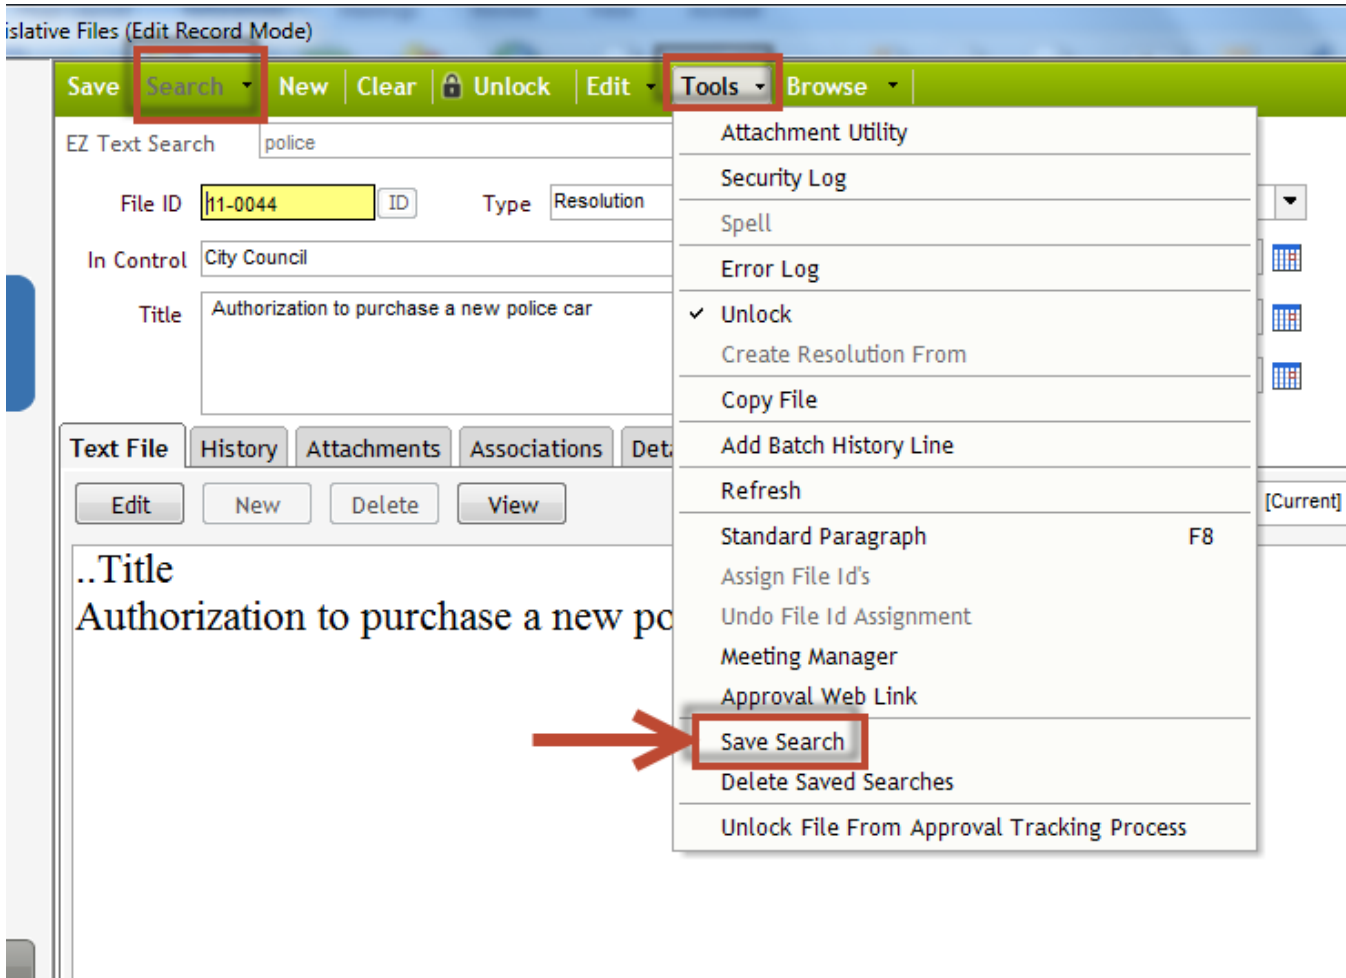 islative Files (Edit Record Mode)
Save Search New Clear Unlock Edit Tools Browse
EZ Text Search police
File ID 11-0044 ID Type Resolution
In Control City Council
Title Authorization to purchase a new police car
Text File History Attachments Associations Deta
Edit New Delete View [Current]
..Title
Authorization to purchase a new po
Attachment Utility
Security Log
Spell
Error Log
Unlock
Create Resolution From
Copy File
Add Batch History Line
Refresh
Standard Paragraph F8
Assign File Id's
Undo File Id Assignment
Meeting Manager
Approval Web Link
Save Search
Delete Saved Searches
Unlock File From Approval Tracking Process